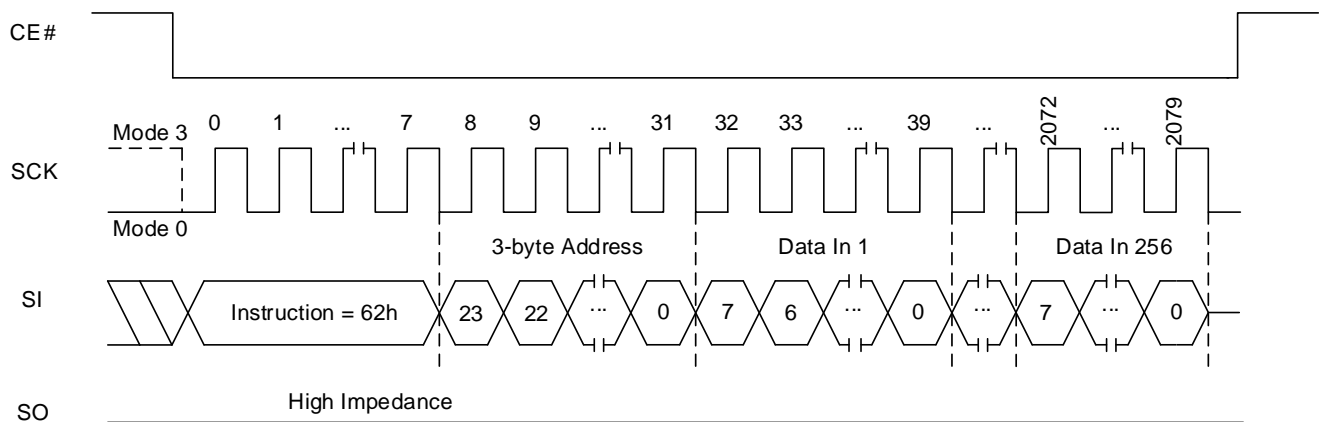 CE#
0 1 ... 7 8 9 ... 31 32 33 ... 39 ... 2072 ... 2079
Mode 3
SCK
Mode 0
3-byte Address Data In 1 Data In 256
SI Instruction = 62h 23 22 ... 0 7 6 ... 0 ... 7 ... 0
High Impedance
SO